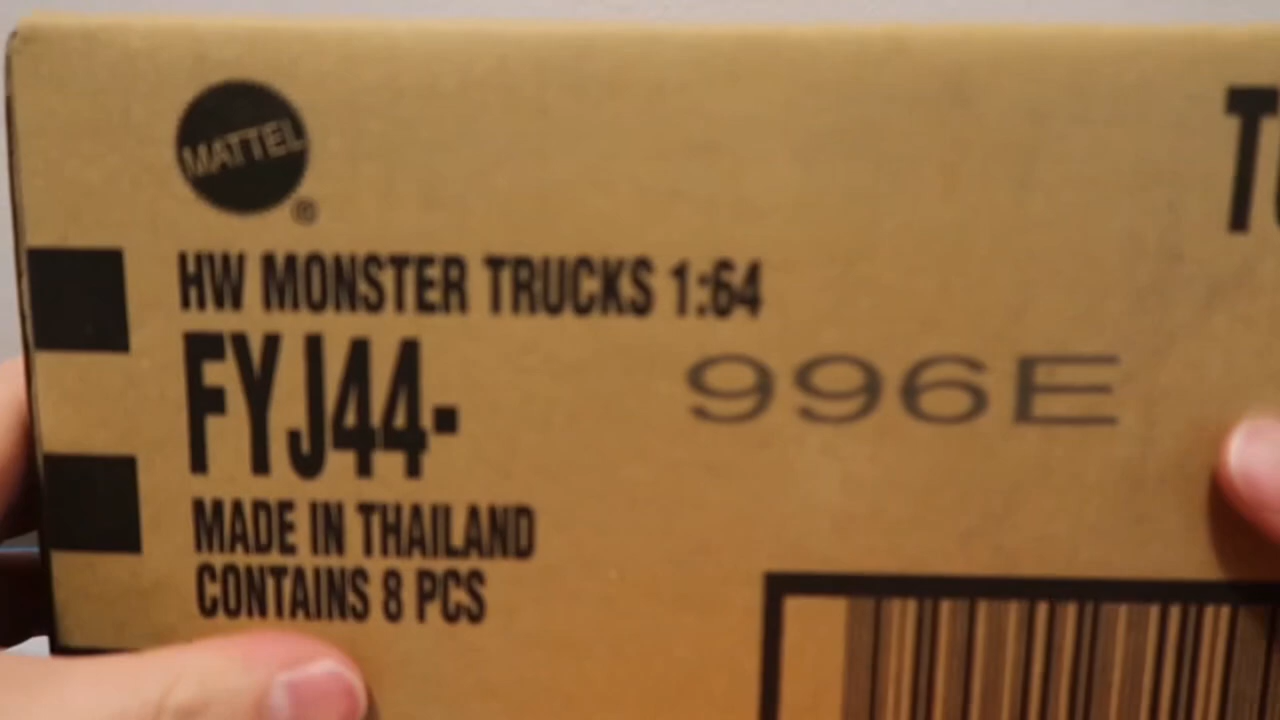 MATTEL
®
HW MONSTER TRUCKS 1:64
FYJ44-
996E
MADE IN THAILAND
CONTAINS 8 PCS